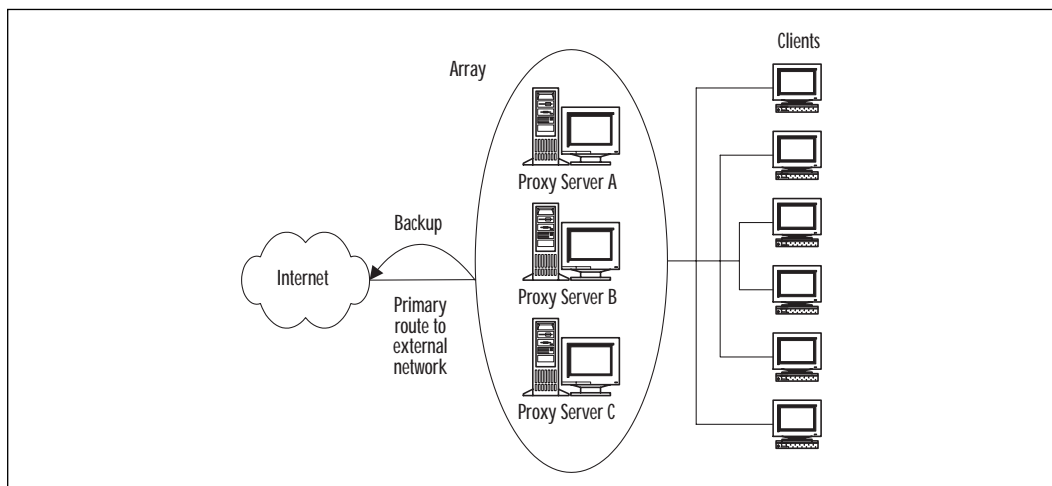 Clients
Array
Proxy Server A
Backup
Internet
Proxy Server B
Primary
route to
external
network
Proxy Server C